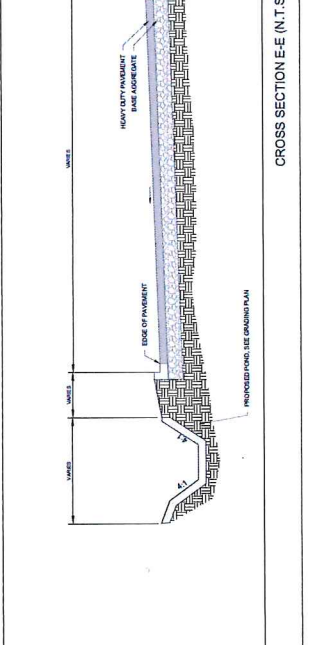 VARIES
VARIES
VARIES
HEAVY DUTY PAVEMENT
BASE AGGREGATE
EDGE OF PAVEMENT
4:1
PROPOSED POND, SEE GRADING PLAN
CROSS SECTION E-E (N.T.S